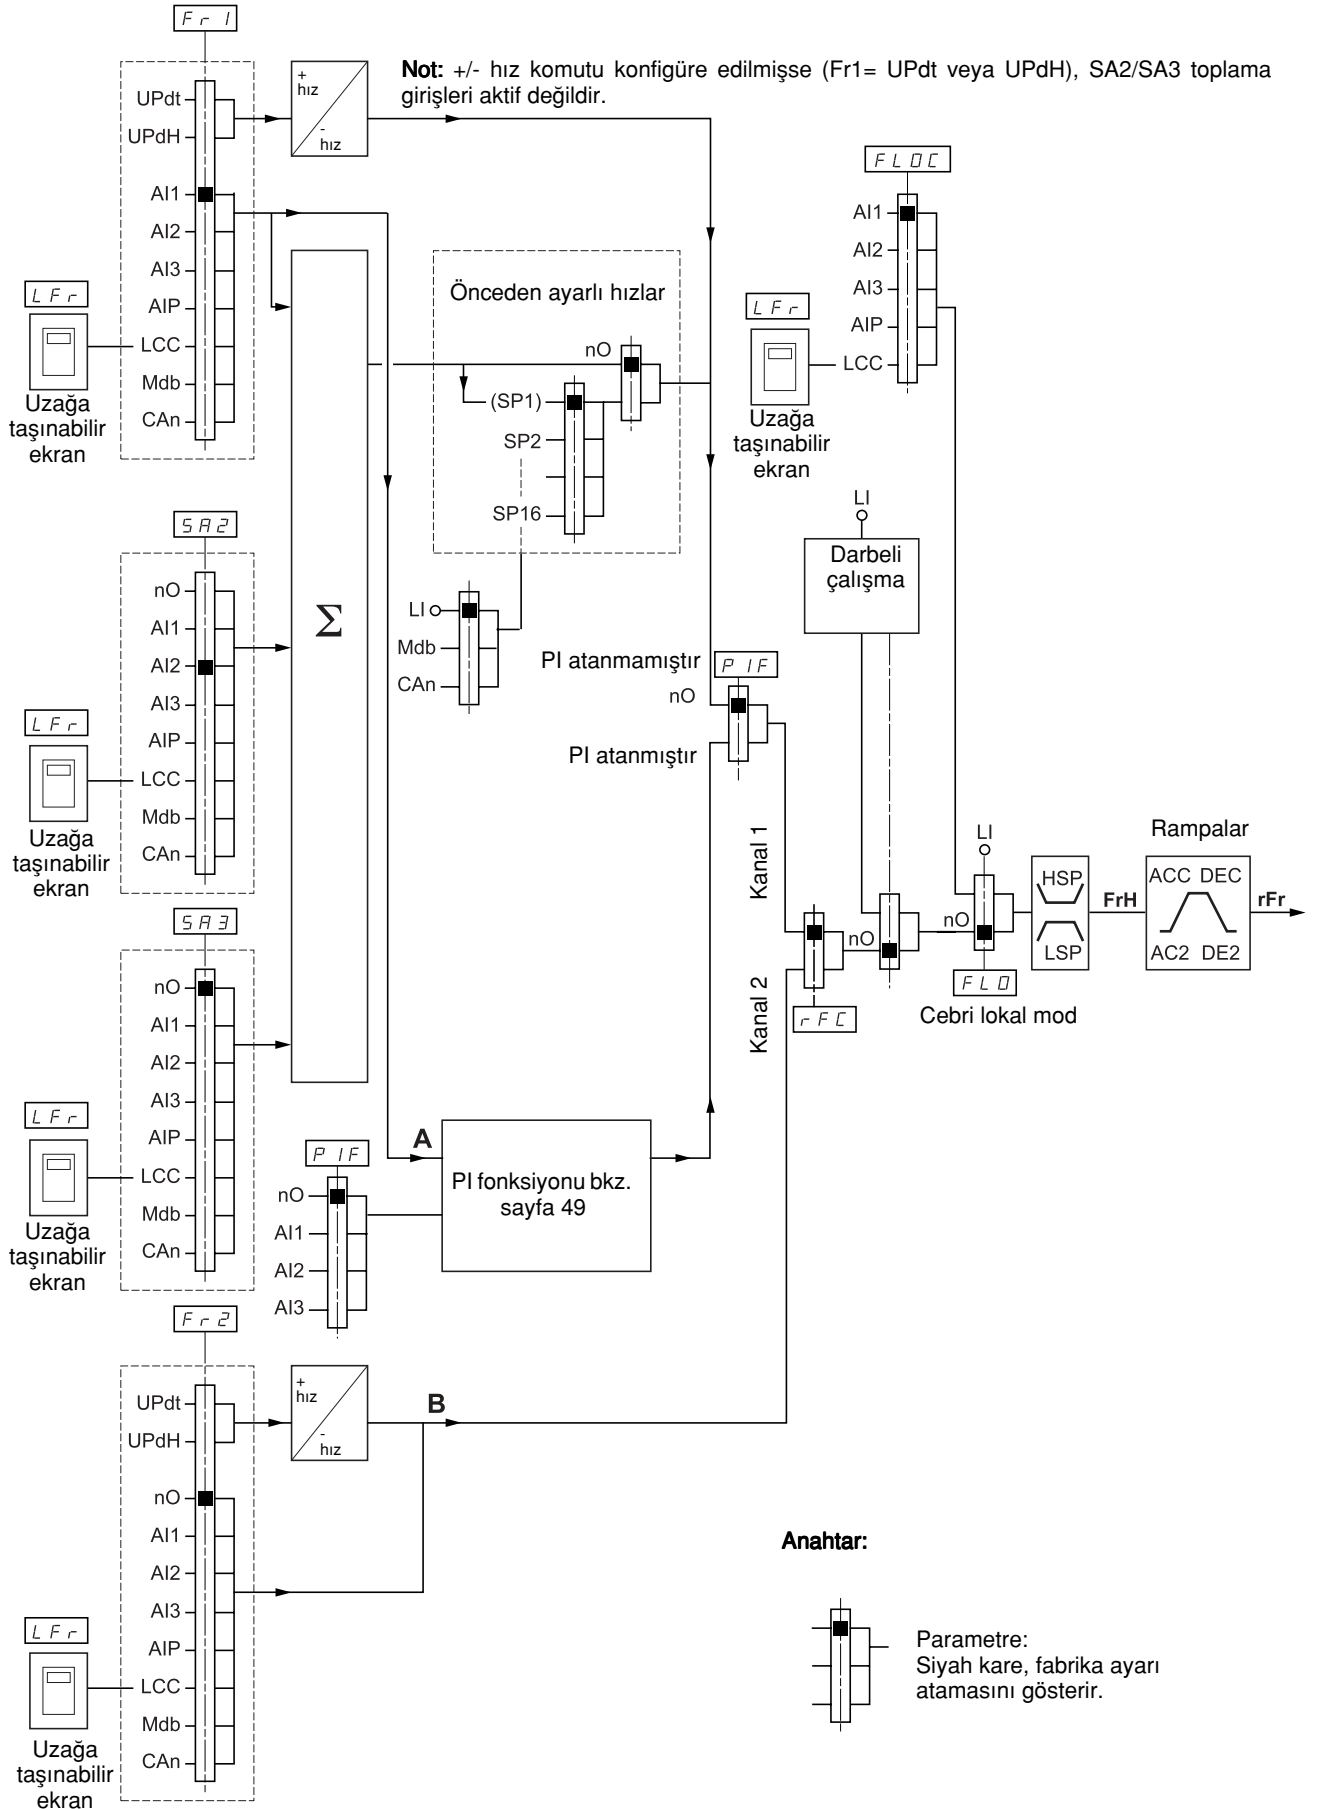 Fr1
Not: +/- hız komutu konfigüre edilmişse (Fr1= UPdt veya UPdH), SA2/SA3 toplama
girişleri aktif değildir.
UPdt
UPdH
+
hız
-
hız
AI1
AI2
AI3
AIP
LCC
Mdb
CAn
LFr
Uzağa
taşınabilir
ekran
Önceden ayarlı hızlar
nO
(SP1)
SP2
SP16
LI
Mdb
CAn
FLOC
AI1
AI2
AI3
AIP
LCC
LFr
Uzağa
taşınabilir
ekran
SA2
nO
AI1
AI2
AI3
AIP
LCC
Mdb
CAn
LFr
Uzağa
taşınabilir
ekran
Σ
LI
Darbeli
çalışma
PI atanmamıştır
nO
PIF
PI atanmıştır
Kanal 1
Kanal 2
rFC
nO
nO
LI
FLO
Cebri lokal mod
HSP
LSP
FrH
Rampalar
ACC DEC
AC2 DE2
rFr
SA3
nO
AI1
AI2
AI3
AIP
LCC
Mdb
CAn
LFr
Uzağa
taşınabilir
ekran
A
PI fonksiyonu bkz.
sayfa 49
PIF
nO
AI1
AI2
AI3
Fr2
UPdt
UPdH
+
hız
-
hız
B
nO
AI1
AI2
AI3
AIP
LCC
Mdb
CAn
LFr
Uzağa
taşınabilir
ekran
Anahtar:
Parametre:
Siyah kare, fabrika ayarı
atamasını gösterir.